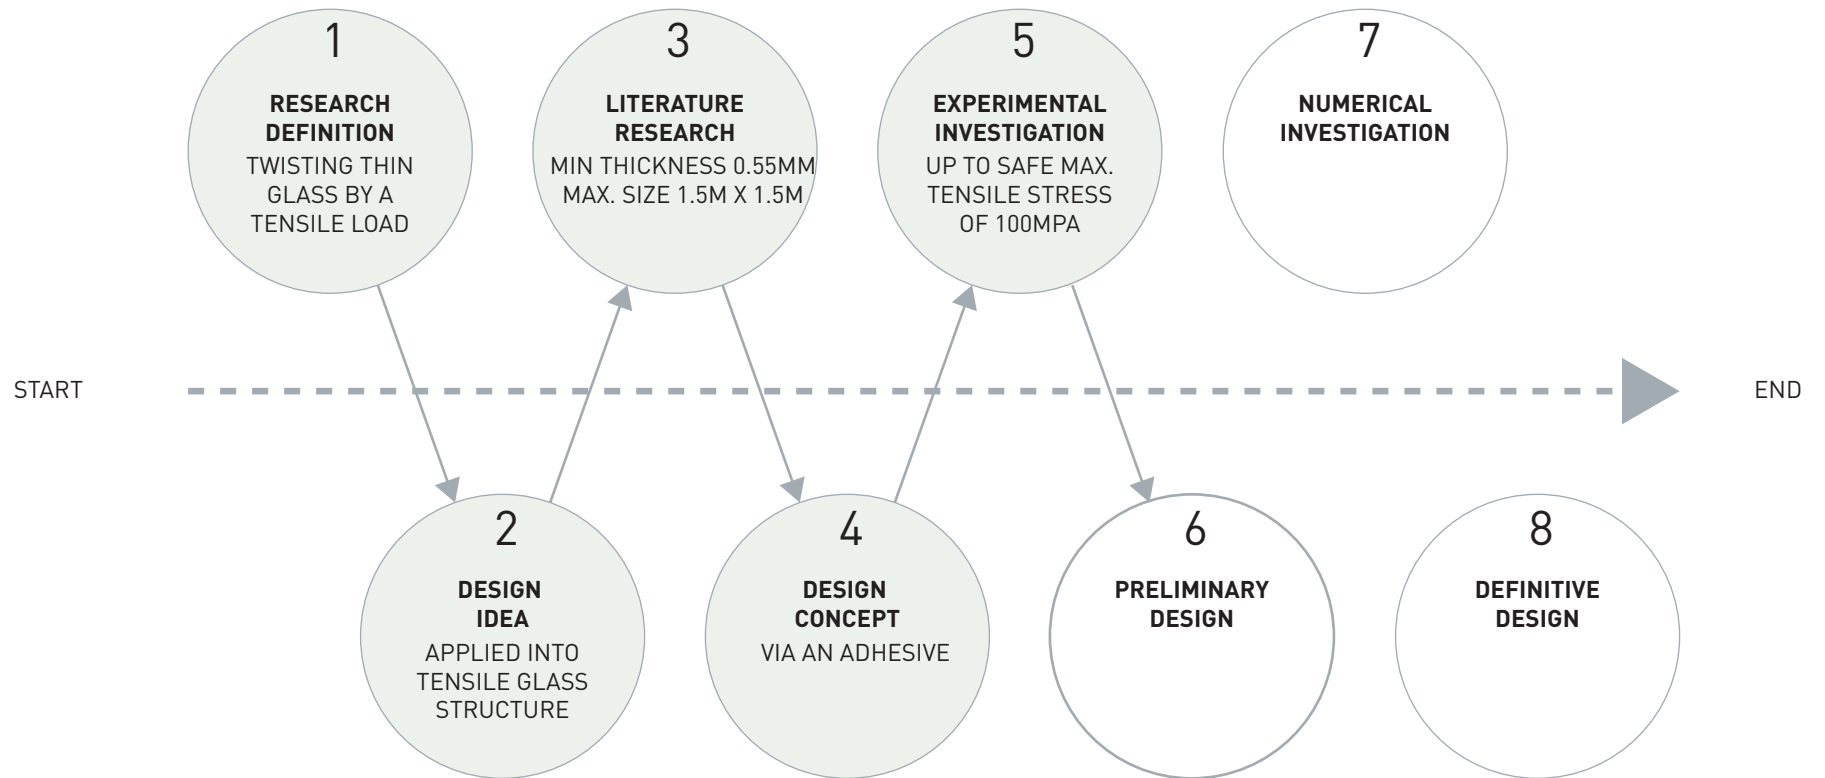 1
RESEARCH
DEFINITION
TWISTING THIN
GLASS BY A
TENSILE LOAD
3
LITERATURE
RESEARCH
MIN THICKNESS 0.55MM
MAX. SIZE 1.5M X 1.5M
5
EXPERIMENTAL
INVESTIGATION
UP TO SAFE MAX.
TENSILE STRESS
OF 100MPA
7
NUMERICAL
INVESTIGATION
START
END
2
DESIGN
IDEA
APPLIED INTO
TENSILE GLASS
STRUCTURE
4
DESIGN
CONCEPT
VIA AN ADHESIVE
6
PRELIMINARY
DESIGN
8
DEFINITIVE
DESIGN